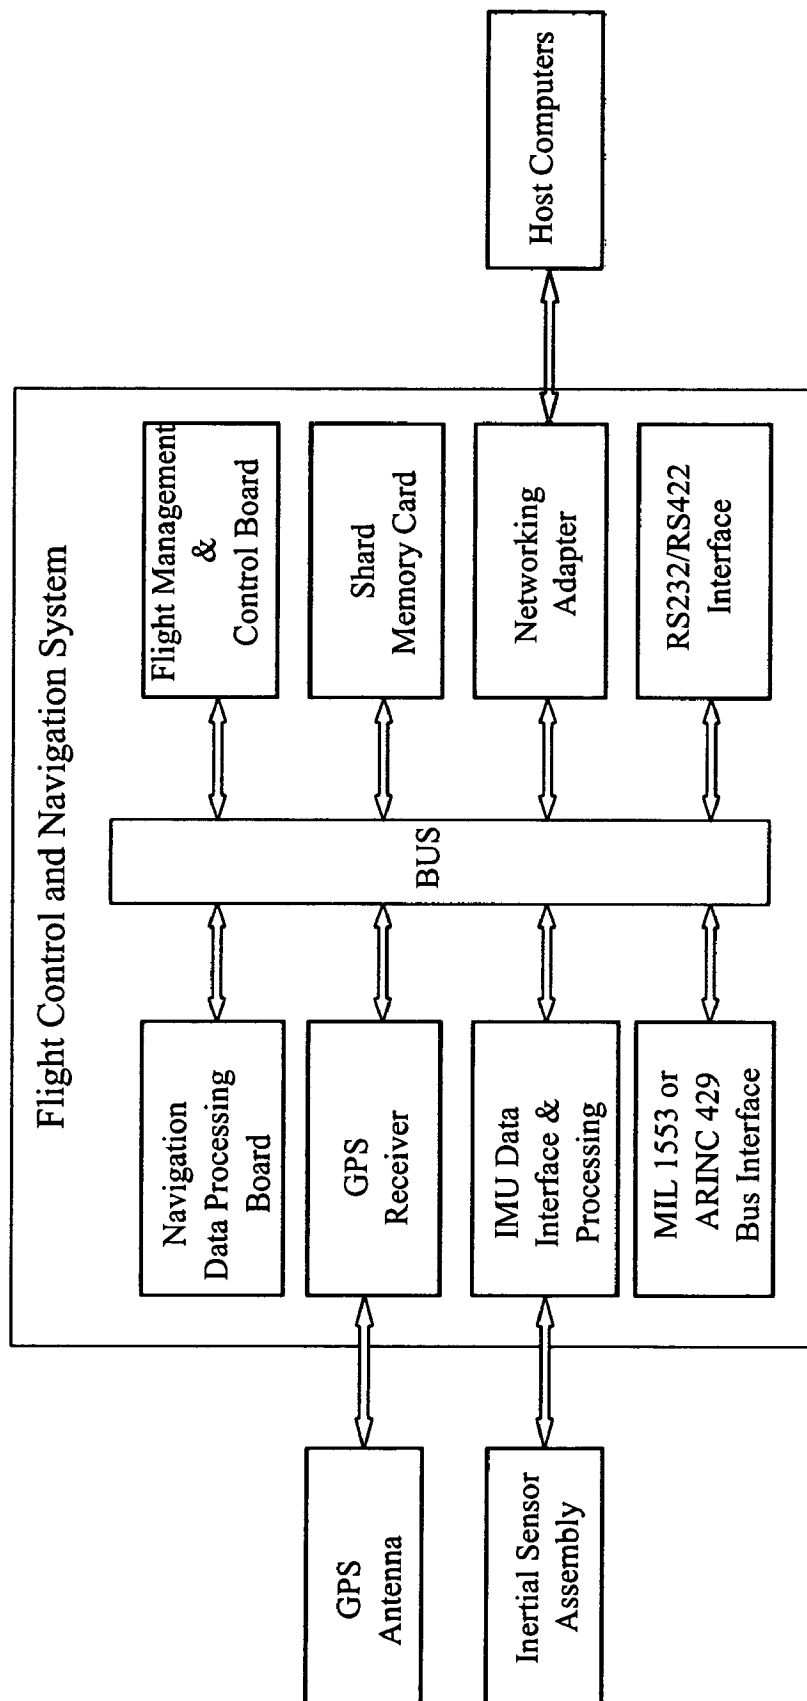 Flight Control and Navigation System
GPS
Antenna
Inertial Sensor
Assembly
Navigation
Data Processing
Board
GPS
Receiver
IMU Data
Interface &
Processing
MIL 1553 or
ARINC 429
Bus Interface
BUS
Flight Management
&
Control Board
Shard
Memory Card
Networking
Adapter
RS232/RS422
Interface
Host Computers